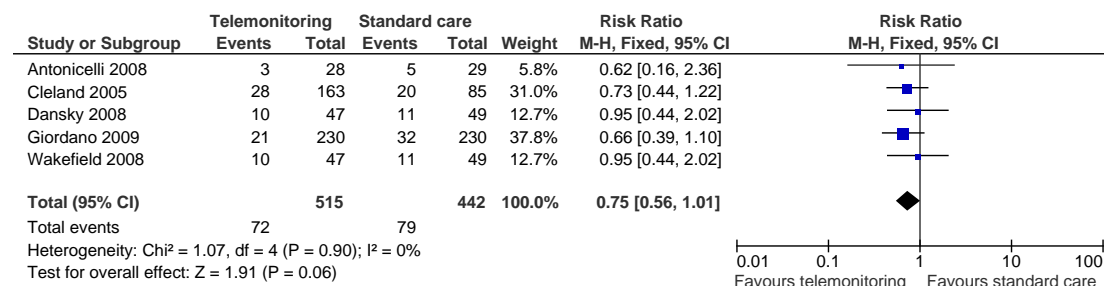 Telemonitoring Standard care Risk Ratio Risk Ratio
Study or Subgroup Events Total Events Total Weight M-H, Fixed, 95% CI M-H, Fixed, 95% CI
Antonicelli 2008 3 28 5 29 5.8% 0.62 [0.16, 2.36]
Cleland 2005 28 163 20 85 31.0% 0.73 [0.44, 1.22]
Dansky 2008 10 47 11 49 12.7% 0.95 [0.44, 2.02]
Giordano 2009 21 230 32 230 37.8% 0.66 [0.39, 1.10]
Wakefield 2008 10 47 11 49 12.7% 0.95 [0.44, 2.02]
Total (95% CI) 515 442 100.0% 0.75 [0.56, 1.01]
Total events 72 79
Heterogeneity: Chi² = 1.07, df = 4 (P = 0.90); I² = 0%
Test for overall effect: Z = 1.91 (P = 0.06)
0.01 0.1 1 10 100
Favours telemonitoring Favours standard care